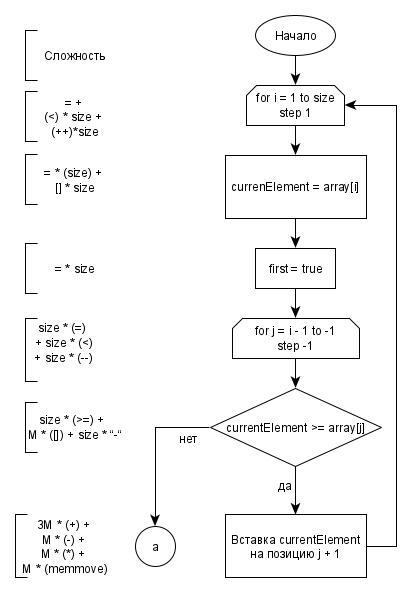 Начало
Сложность
for i = 1 to size
step 1
= +
(<) * size +
(++)*size
currenElement = array[i]
= * (size) +
[] * size
first = true
= * size
for j = i - 1 to -1
step -1
size * (=)
+ size * (<)
+ size * (--)
currentElement >= array[j]
size * (>=) +
M * ([]) + size * “-“
нет
да
Вставка currentElement
на позицию j + 1
a
3M * (+) +
M * (-) +
M * (*) +
M * (memmove)